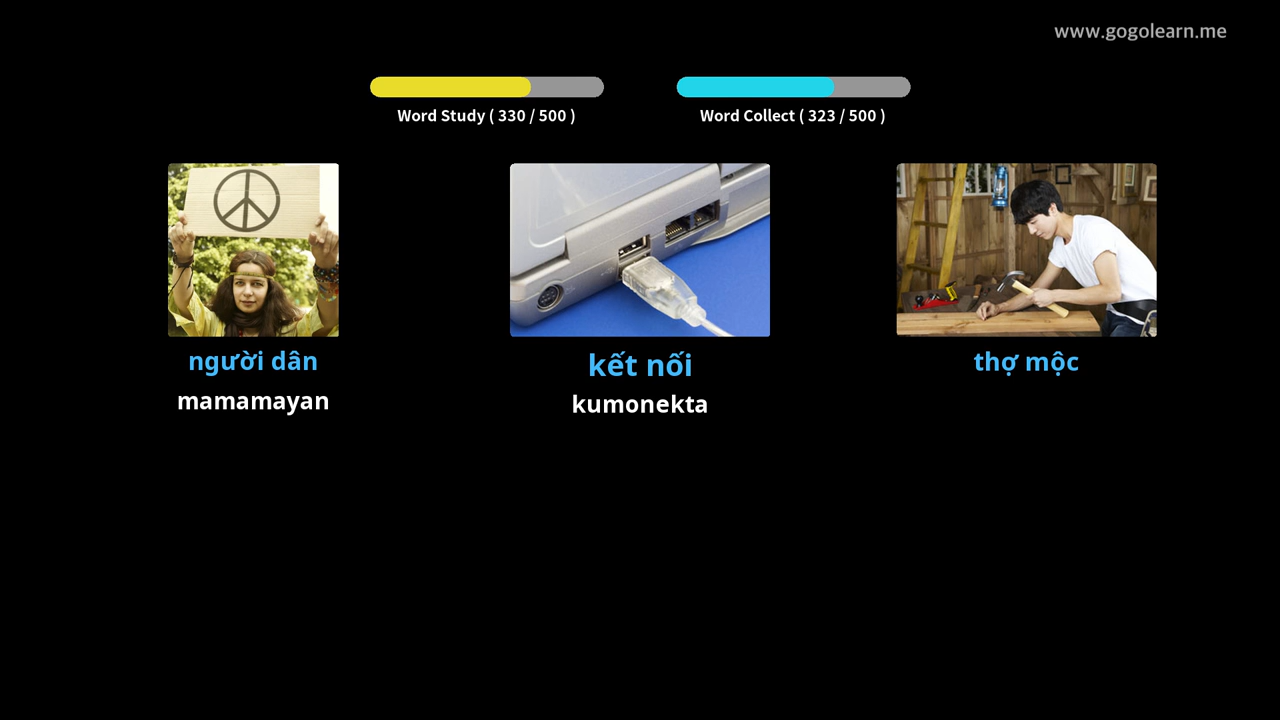 www.gogolearn.me
Word Study ( 330 / 500 )
Word Collect ( 323 / 500 )
người dân
mamamayan
kết nối
kumonekta
thợ mộc